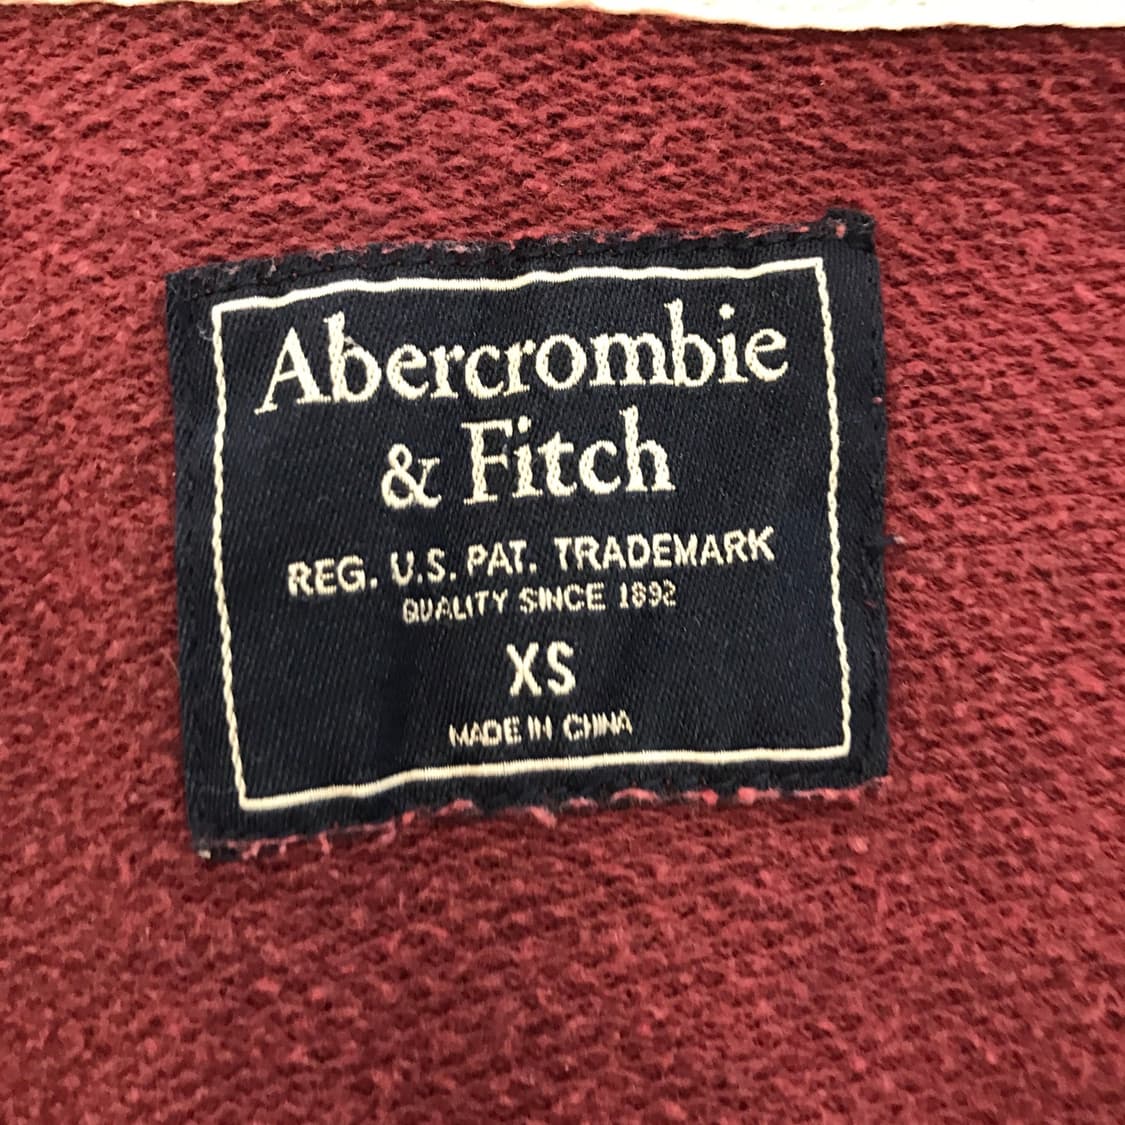 Abercrombie
& Fitch
REG. U.S. PAT. TRADEMARK
QUALITY SINCE 1892
XS
MADE IN CHINA